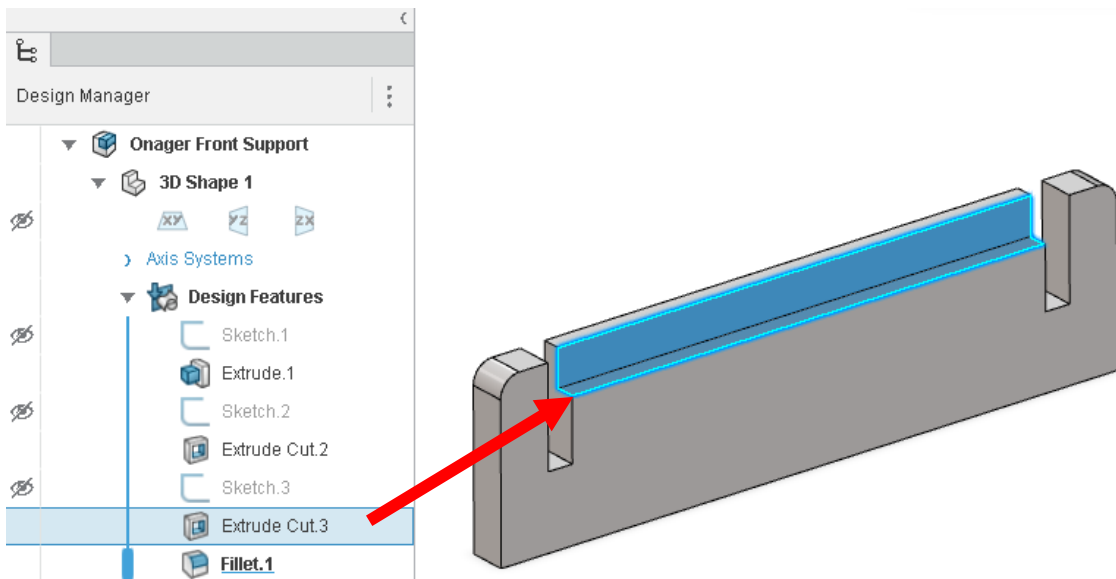 Design Manager
Onager Front Support
3D Shape 1
XY YZ ZX
Axis Systems
Design Features
Sketch.1
Extrude.1
Sketch.2
Extrude Cut.2
Sketch.3
Extrude Cut.3
Fillet.1